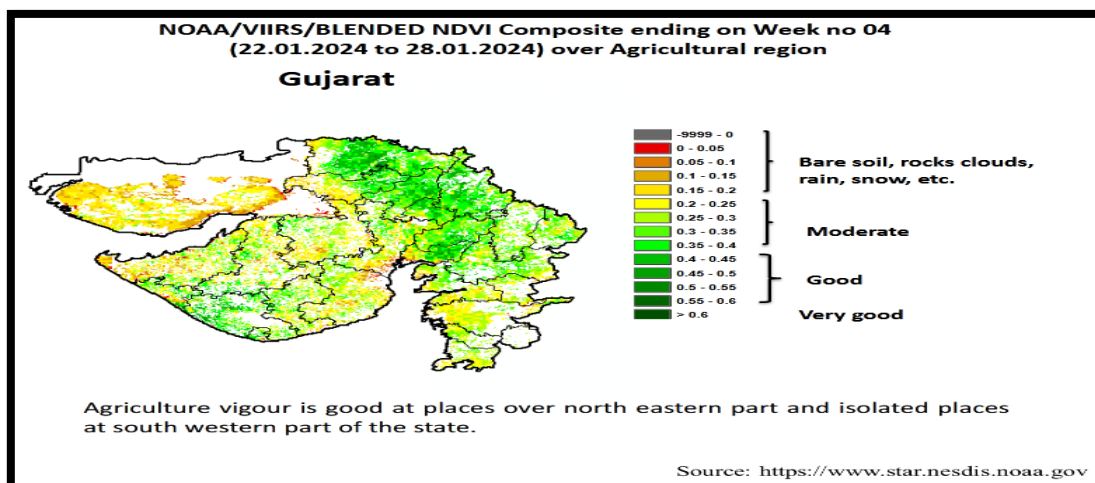 NOAA/VIIRS/BLENDED NDVI Composite ending on Week no 04
(22.01.2024 to 28.01.2024) over Agricultural region
Gujarat
-9999 - 0
0 - 0.05
0.05 - 0.1
0.1 - 0.15
0.15 - 0.2
Bare soil, rocks clouds,
rain, snow, etc.
0.2 - 0.25
0.25 - 0.3
0.3 - 0.35
0.35 - 0.4
Moderate
0.4 - 0.45
0.45 - 0.5
0.5 - 0.55
0.55 - 0.6
Good
> 0.6
Very good
Agriculture vigour is good at places over north eastern part and isolated places
at south western part of the state.
Source: https://www.star.nesdis.noaa.gov